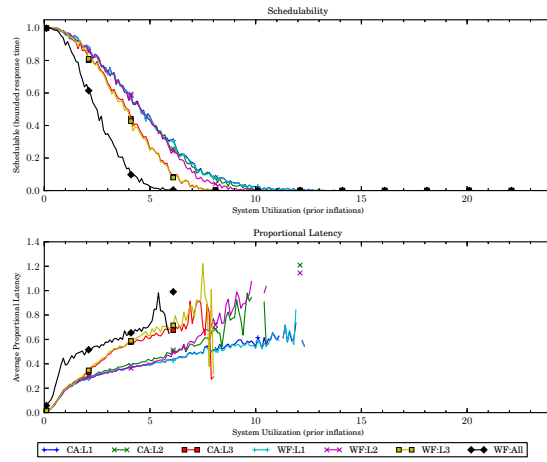 Schedulability
Schedulable (bounded response time)
1.0
0.8
0.6
0.4
0.2
0.0
0 5 10 15 20
System Utilization (prior inflations)
Proportional Latency
Average Proportional Latency
1.4
1.2
1.0
0.8
0.6
0.4
0.2
0.0
0 5 10 15 20
System Utilization (prior inflations)
CA:L1 CA:L2 CA:L3 WF:L1 WF:L2 WF:L3 WF:All